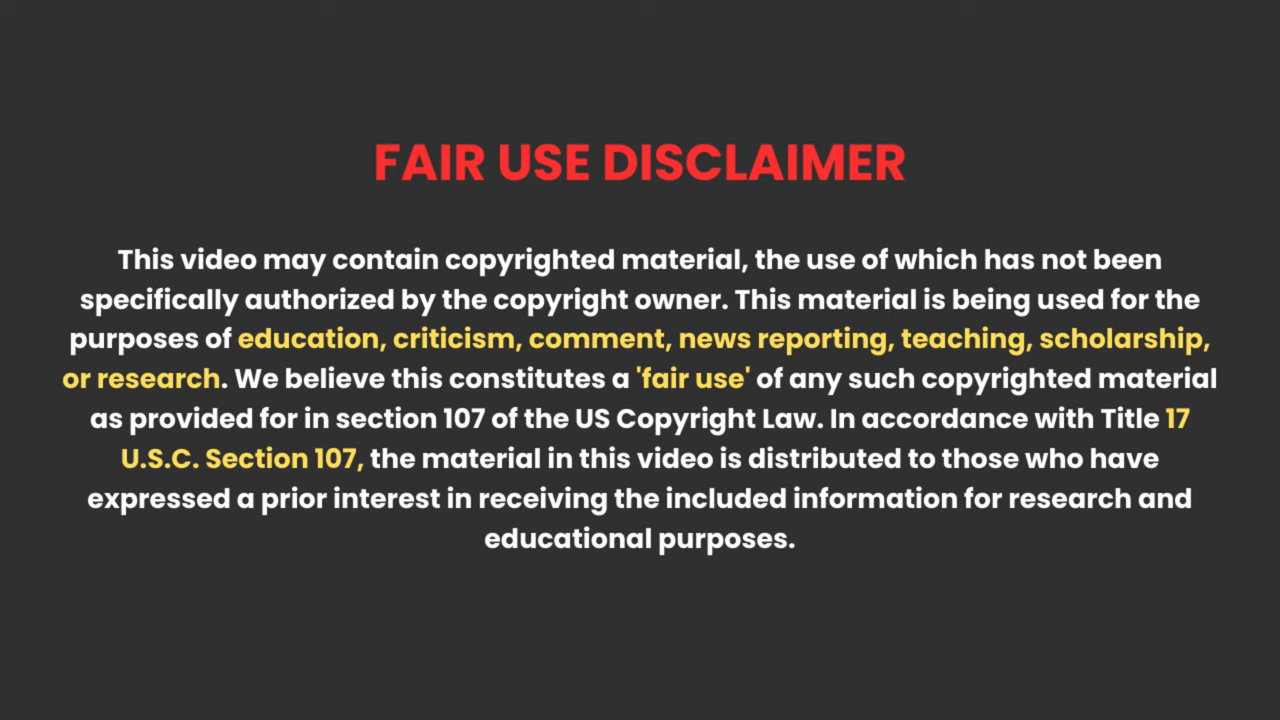 FAIR USE DISCLAIMER
This video may contain copyrighted material, the use of which has not been
specifically authorized by the copyright owner. This material is being used for the
purposes of education, criticism, comment, news reporting, teaching, scholarship,
or research. We believe this constitutes a 'fair use' of any such copyrighted material
as provided for in section 107 of the US Copyright Law. In accordance with Title 17
U.S.C. Section 107, the material in this video is distributed to those who have
expressed a prior interest in receiving the included information for research and
educational purposes.